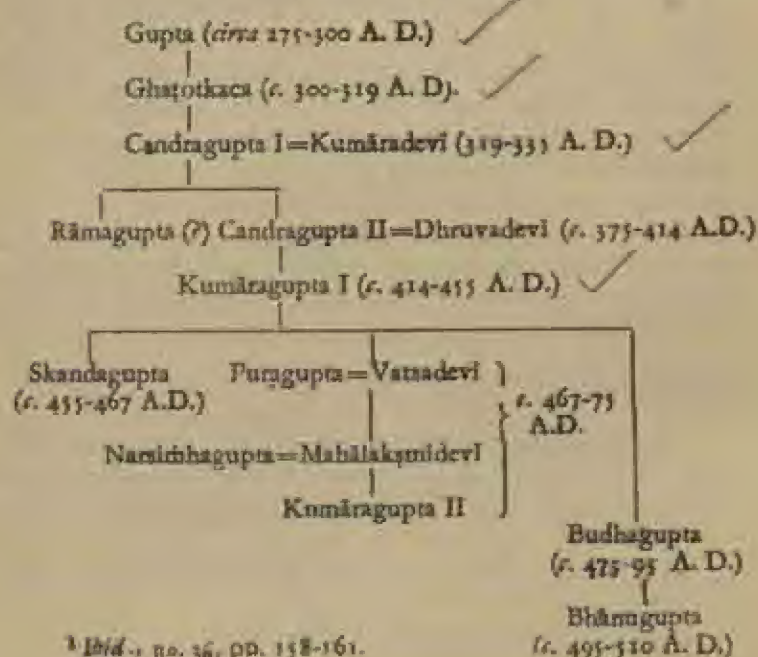 Gupta (circa 275-300 A. D.)
Ghaṭotkaca (c. 300-319 A. D).
Candragupta I=Kumāradevī (319-335 A. D.)
Rāmagupta (?) Candragupta II=Dhruvadevī (c. 375-414 A.D.)
Kumāragupta I (c. 414-455 A. D.)
Skandagupta Puragupta=Vatsadevī
(c. 455-467 A.D.) c. 467-75
A.D.
Narsiṁhagupta=Mahālakṣmīdevī
Kumāragupta II
Budhagupta
(c. 475-95 A. D.)
Bhānugupta
(c. 495-510 A. D.)
Ibid., no. 36, pp. 158-161.